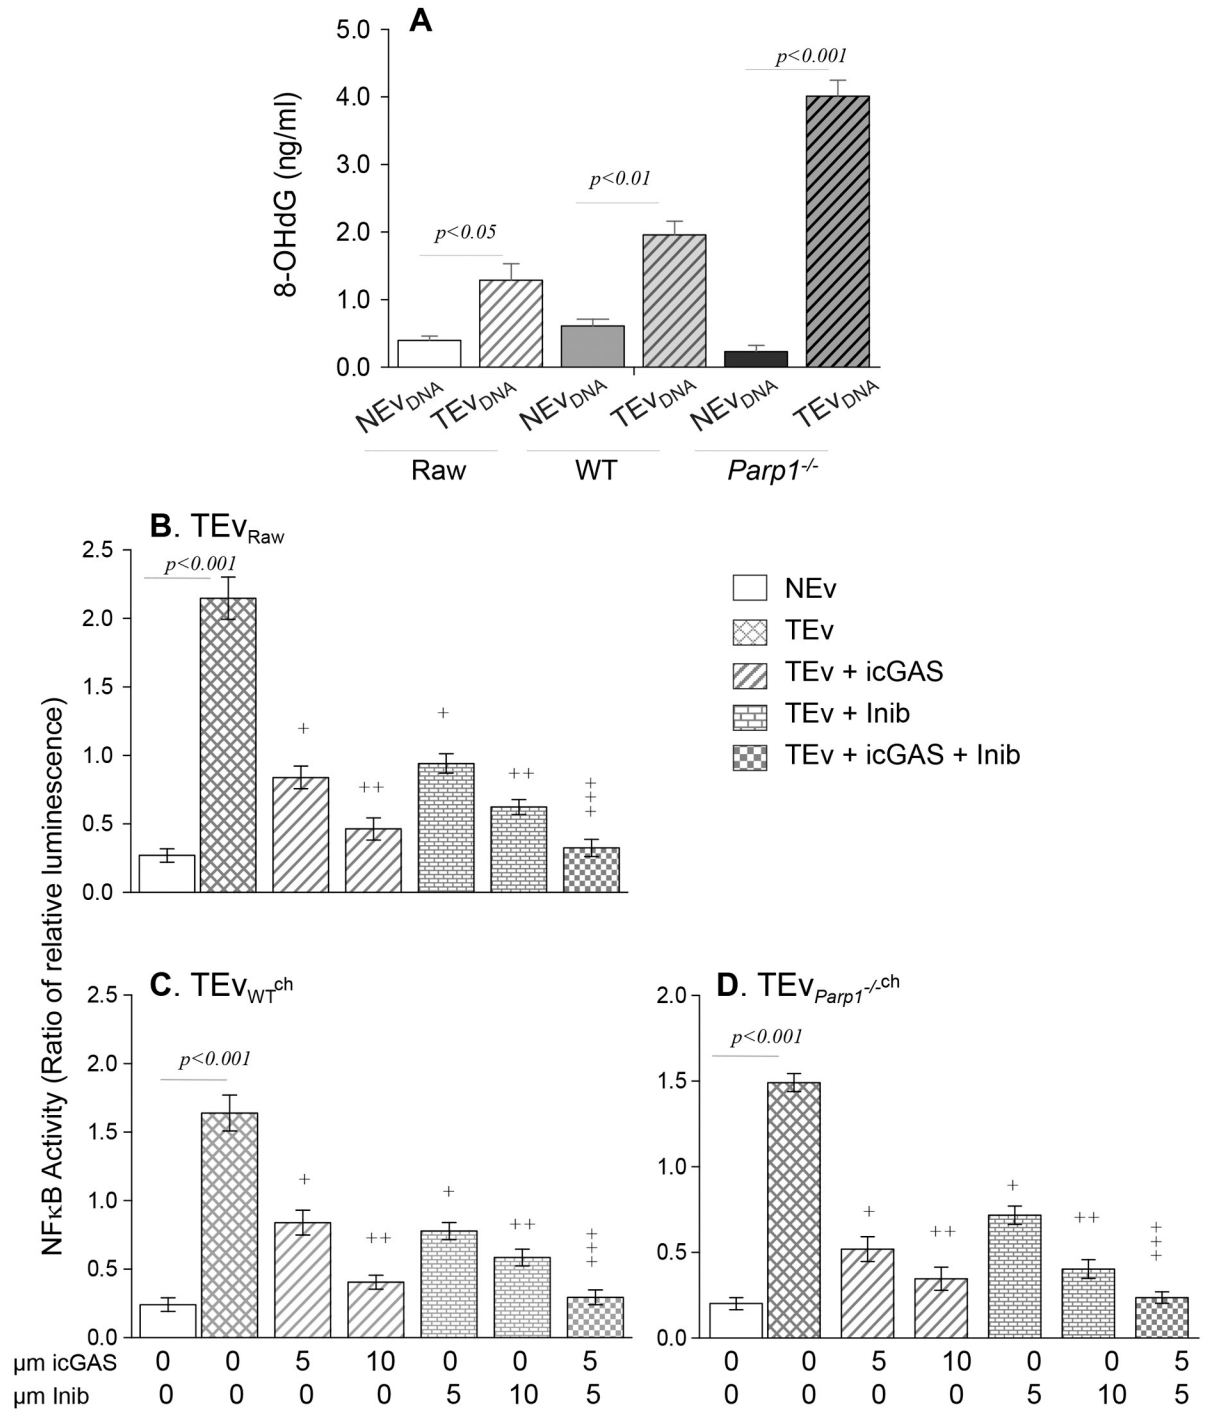 A
5.0
4.0
3.0
2.0
1.0
0.0
8-OHdG (ng/ml)
p<0.05
p<0.01
p<0.001
NEvDNA TEvDNA NEvDNA TEvDNA NEvDNA TEvDNA
Raw WT Parp1-/-
B. TEvRaw
2.5
2.0
1.5
1.0
0.5
0.0
p<0.001
+ ++ + ++ +++
NEv
TEv
TEv + icGAS
TEv + Inib
TEv + icGAS + Inib
NFκB Activity (Ratio of relative luminescence)
C. TEvWTch
2.5
2.0
1.5
1.0
0.5
0.0
p<0.001
+ ++ + ++ +++
D. TEvParp1-/-ch
2.0
1.5
1.0
0.5
0.0
p<0.001
+ ++ + ++ +++
µm icGAS 0 0 5 10 0 0 5 0 0 5 10 0 0 5
µm Inib 0 0 0 0 5 10 5 0 0 0 0 5 10 5